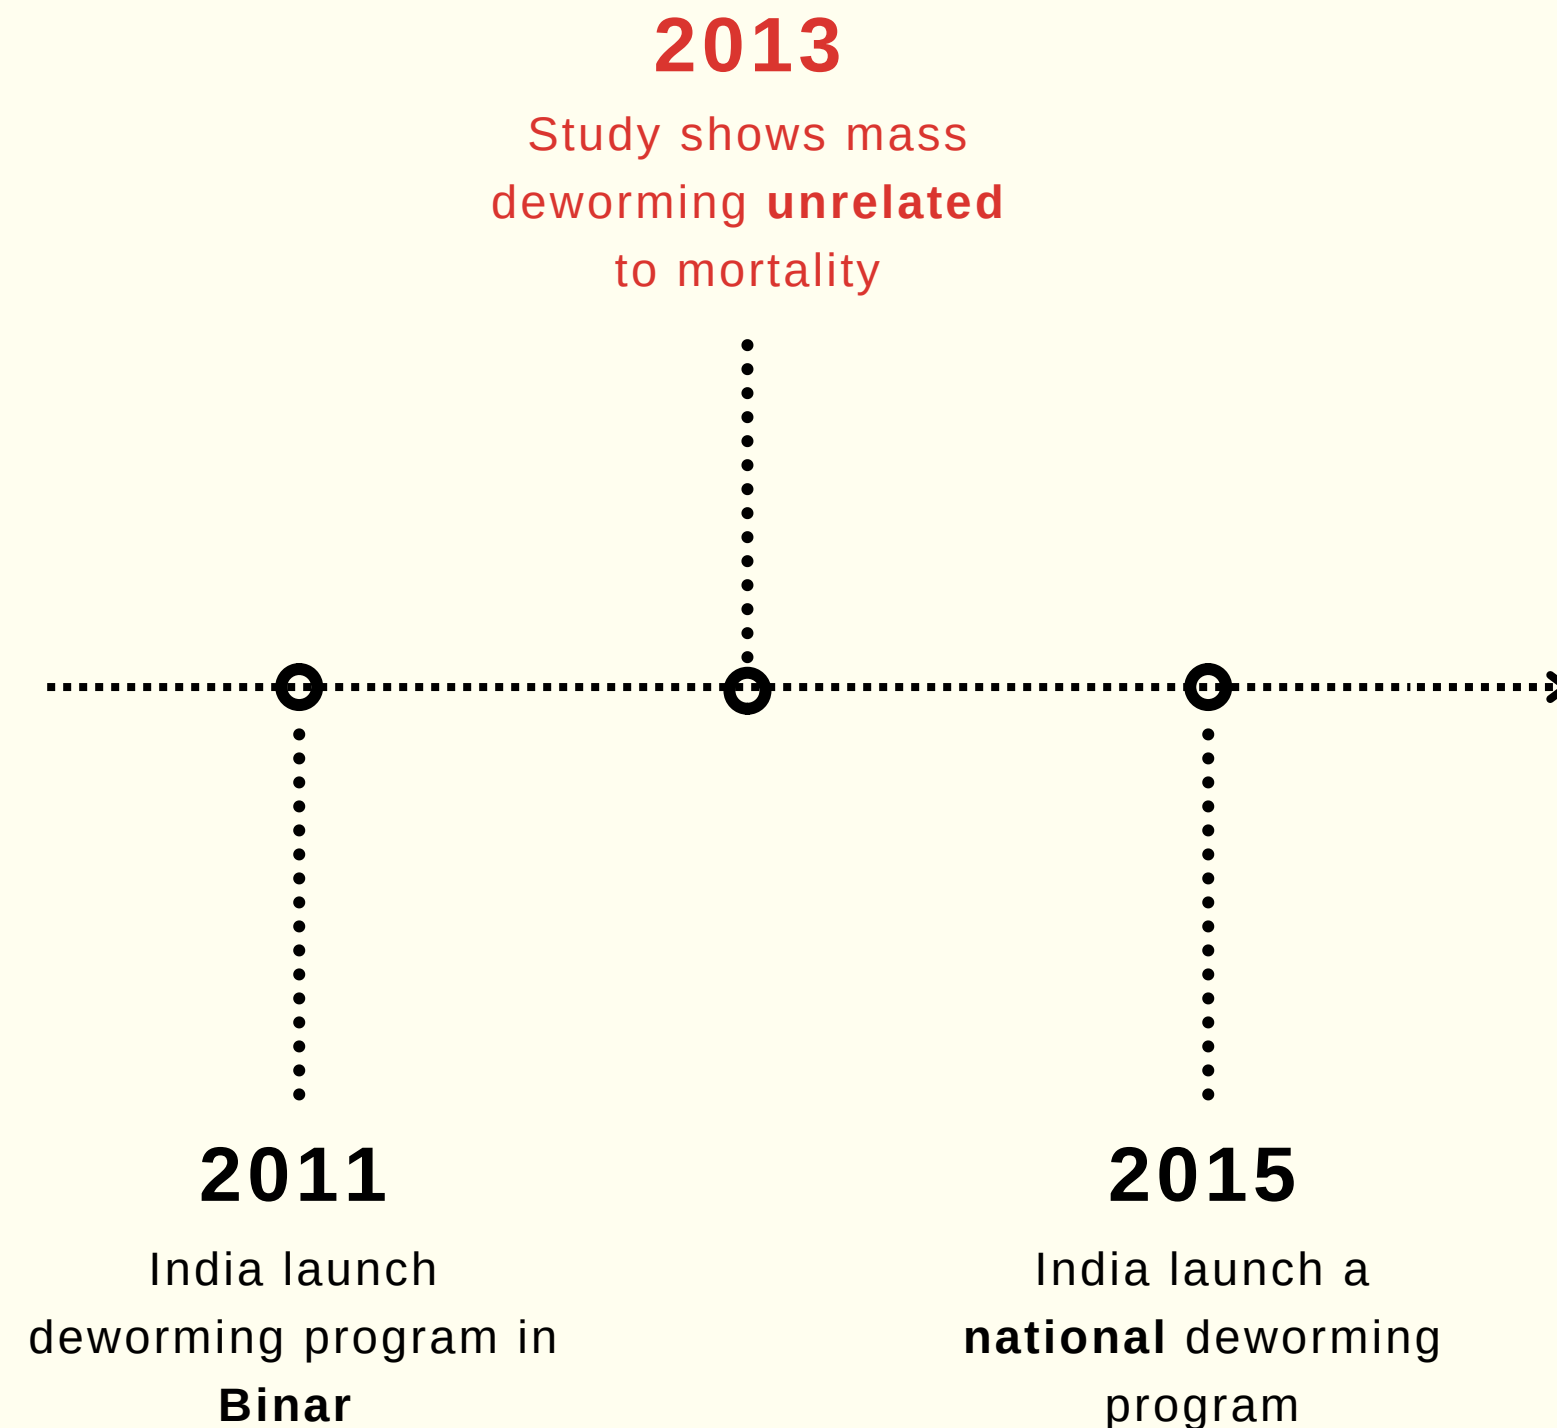 2013
Study shows mass
deworming unrelated
to mortality
2011
India launch
deworming program in
Binar
2015
India launch a
national deworming
program